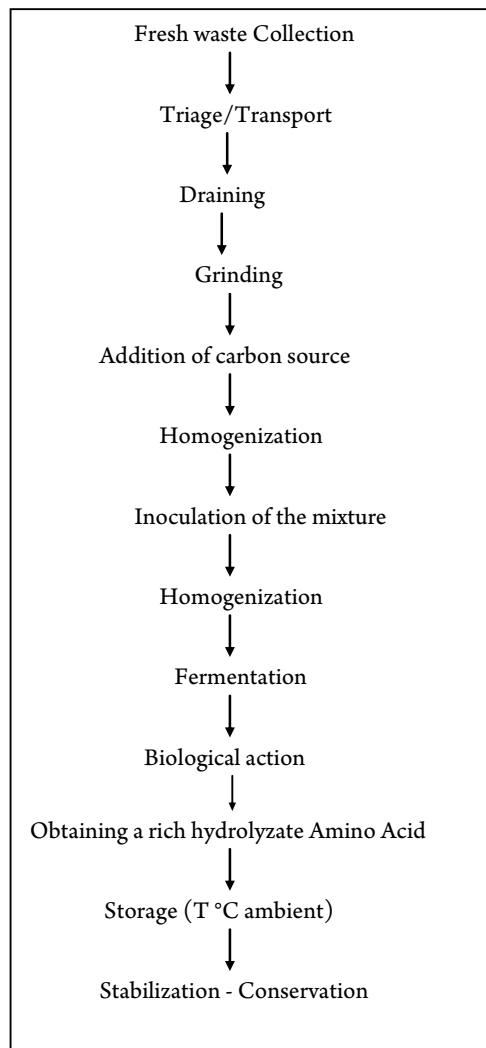 Fresh waste Collection
Triage/Transport
Draining
Grinding
Addition of carbon source
Homogenization
Inoculation of the mixture
Homogenization
Fermentation
Biological action
Obtaining a rich hydrolyzate Amino Acid
Storage (T °C ambient)
Stabilization - Conservation